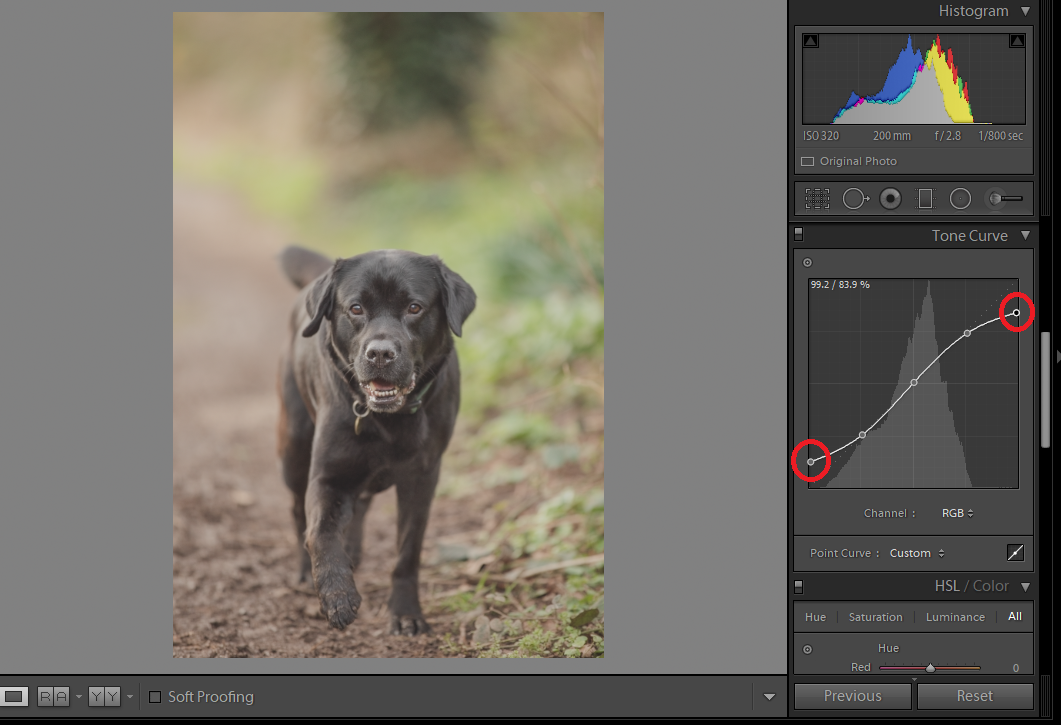 Histogram
ISO 320 200 mm f / 2.8 1/800 sec
Original Photo
Tone Curve
99.2 / 83.9 %
Channel : RGB
Point Curve : Custom
HSL / Color
Hue Saturation Luminance All
Hue
Red 0
R A Y Y Soft Proofing
Previous Reset